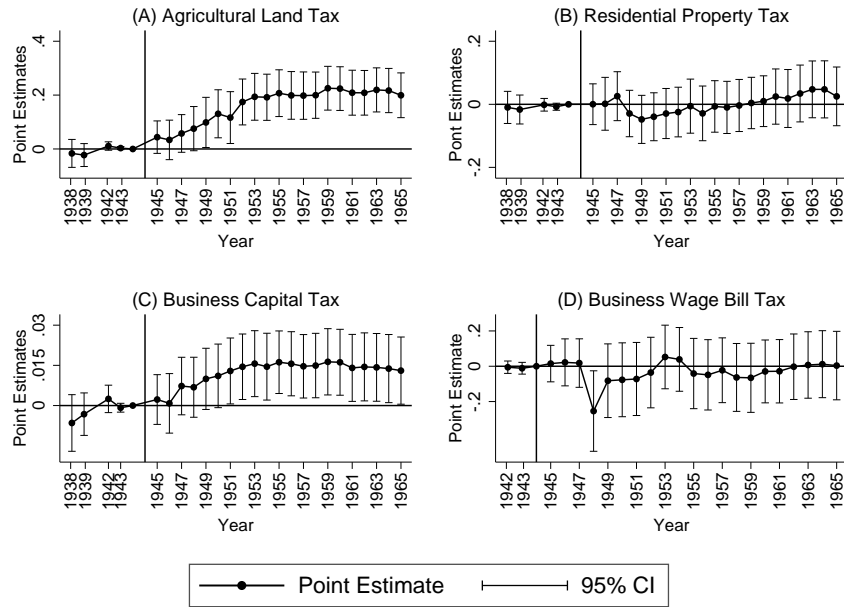 (A) Agricultural Land Tax
Point Estimates
.4
.2
0
1938 1939 1942 1943 1945 1947 1949 1951 1953 1955 1957 1959 1961 1963 1965
Year
(B) Residential Property Tax
Pont Estimates
.2
0
-.2
1938 1939 1942 1943 1945 1947 1949 1951 1953 1955 1957 1959 1961 1963 1965
Year
(C) Business Capital Tax
Point Estimates
.03
.015
0
1938 1939 1942 1943 1945 1947 1949 1951 1953 1955 1957 1959 1961 1963 1965
Year
(D) Business Wage Bill Tax
Point Estimate
.2
0
-.2
1942 1943 1945 1947 1949 1951 1953 1955 1957 1959 1961 1963 1965
Year
Point Estimate 95% CI